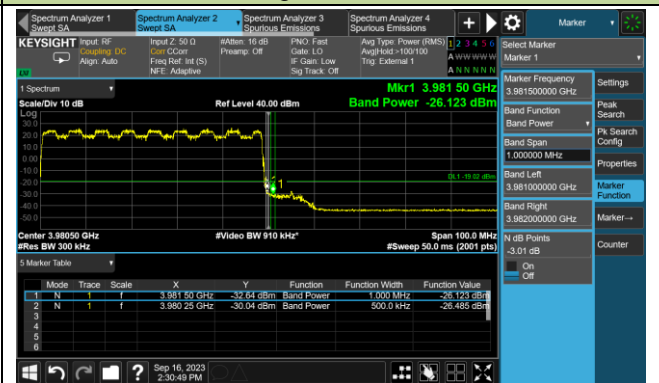 Spectrum Analyzer 1
Swept SA
Spectrum Analyzer 2
Swept SA
Spectrum Analyzer 3
Spurious Emissions
Spectrum Analyzer 4
Spurious Emissions
+
Marker
KEYSIGHT
Input: RF
Coupling: DC
Align: Auto
Input Z: 50 Ω
Corr CCorr
Freq Ref: Int (S)
NFE: Adaptive
#Atten: 16 dB
Preamp: Off
PNO: Fast
Gate: LO
IF Gain: Low
Sig Track: Off
Avg Type: Power (RMS)
Avg|Hold:>100/100
Trig: External 1
1 2 3 4 5 6
A W W W W W
A N N N N N
LVI
Select Marker
Marker 1
Marker Frequency
3.981500000 GHz
Settings
Band Function
Band Power
Peak
Search
Pk Search
Config
Band Span
1.000000 MHz
Properties
Band Left
3.981000000 GHz
Marker
Function
Band Right
3.982000000 GHz
Marker→
N dB Points
-3.01 dB
Counter
On
Off
1 Spectrum
Mkr1 3.981 50 GHz
Scale/Div 10 dB
Ref Level 40.00 dBm
Band Power -26.123 dBm
Log
30.0
20.0
10.0
0.00
-10.0
-20.0
-30.0
-40.0
-50.0
1
DL1 -19.02 dBm
Center 3.98050 GHz
#Video BW 910 kHz*
Span 100.0 MHz
#Res BW 300 kHz
#Sweep 50.0 ms (2001 pts)
5 Marker Table
Mode Trace Scale X Y Function Function Width Function Value
1 N 1 f 3.981 50 GHz -32.64 dBm Band Power 1.000 MHz -26.123 dBm
2 N 1 f 3.980 25 GHz -30.04 dBm Band Power 500.0 kHz -26.485 dBm
3
4
5
6
?
Sep 16, 2023
2:30:49 PM